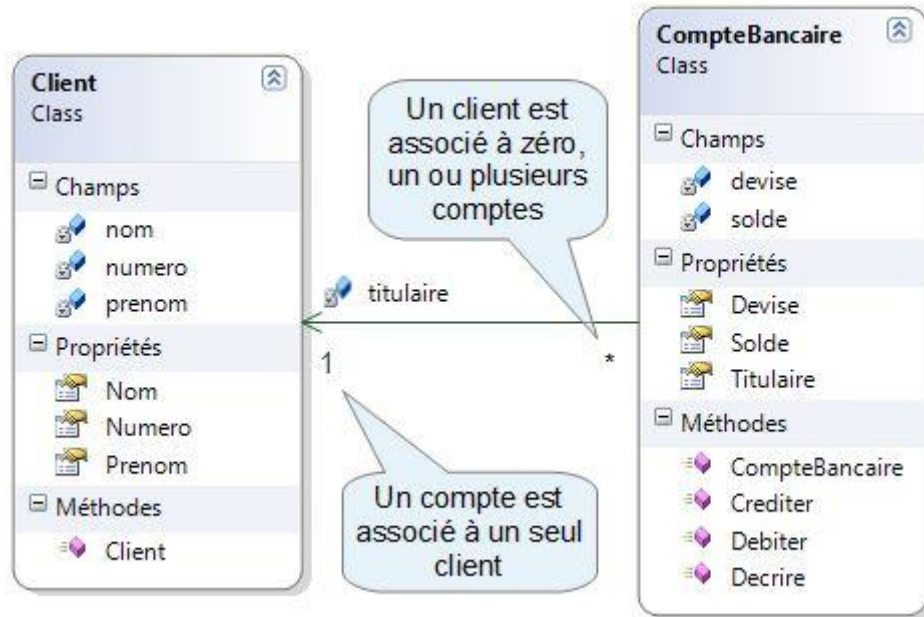 Client
Class
Champs
nom
numero
prenom
Propriétés
Nom
Numero
Prenom
Méthodes
Client
Un client est
associé à zéro,
un ou plusieurs
comptes
titulaire
1
*
Un compte est
associé à un seul
client
CompteBancaire
Class
Champs
devise
solde
Propriétés
Devise
Solde
Titulaire
Méthodes
CompteBancaire
Crediter
Debiter
Decrire